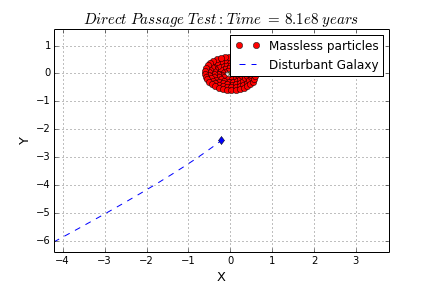 Direct Passage Test: Time = 8.1e8 years
Massless particles
Disturbant Galaxy
1
0
−1
−2
−3
−4
−5
−6
Y
−4 −3 −2 −1 0 1 2 3
X